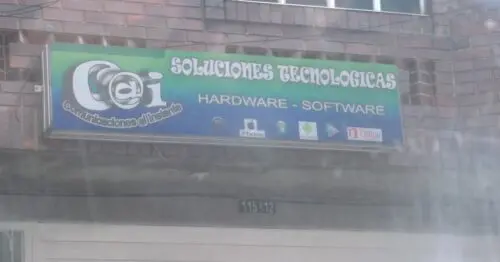 SOLUCIONES TECNOLOGICAS
C@i
HARDWARE - SOFTWARE
comunicaciones al instante